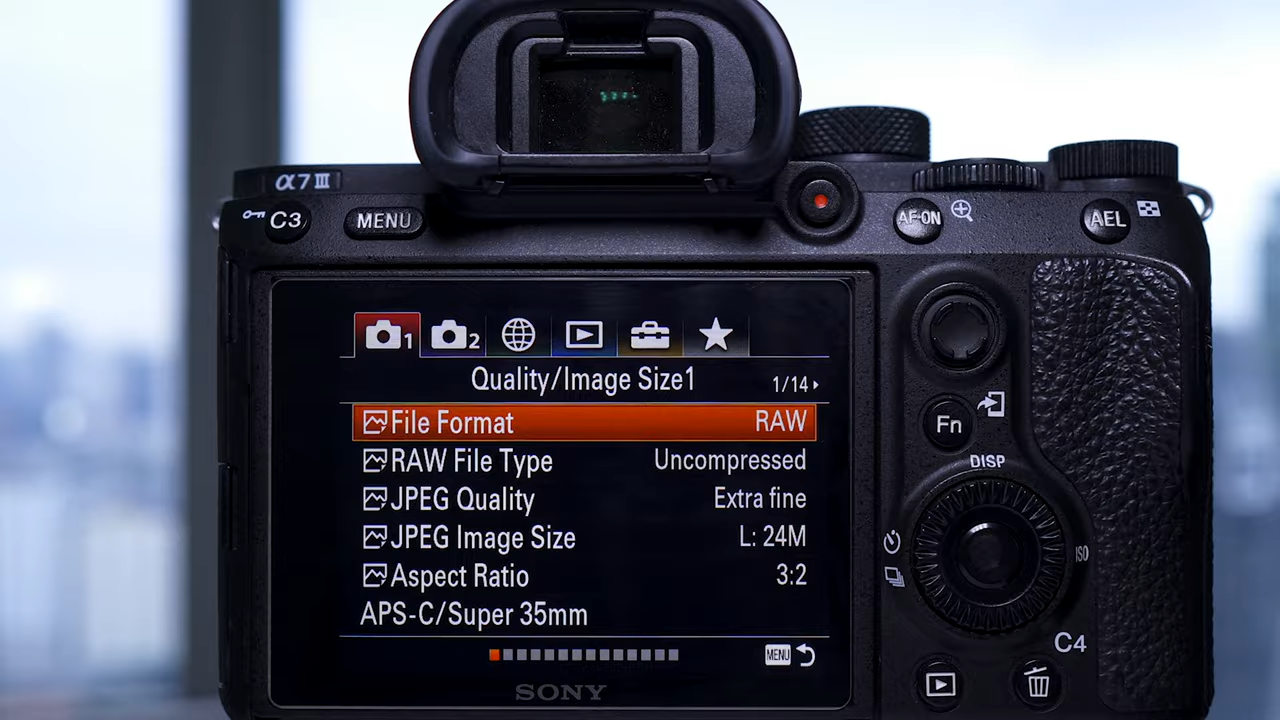 α7III
C3 MENU AF-ON AEL
1 2
Quality/Image Size1 1/14
File Format RAW
RAW File Type Uncompressed
JPEG Quality Extra fine
JPEG Image Size L: 24M
Aspect Ratio 3:2
APS-C/Super 35mm
MENU
SONY
Fn
DISP
ISO
C4